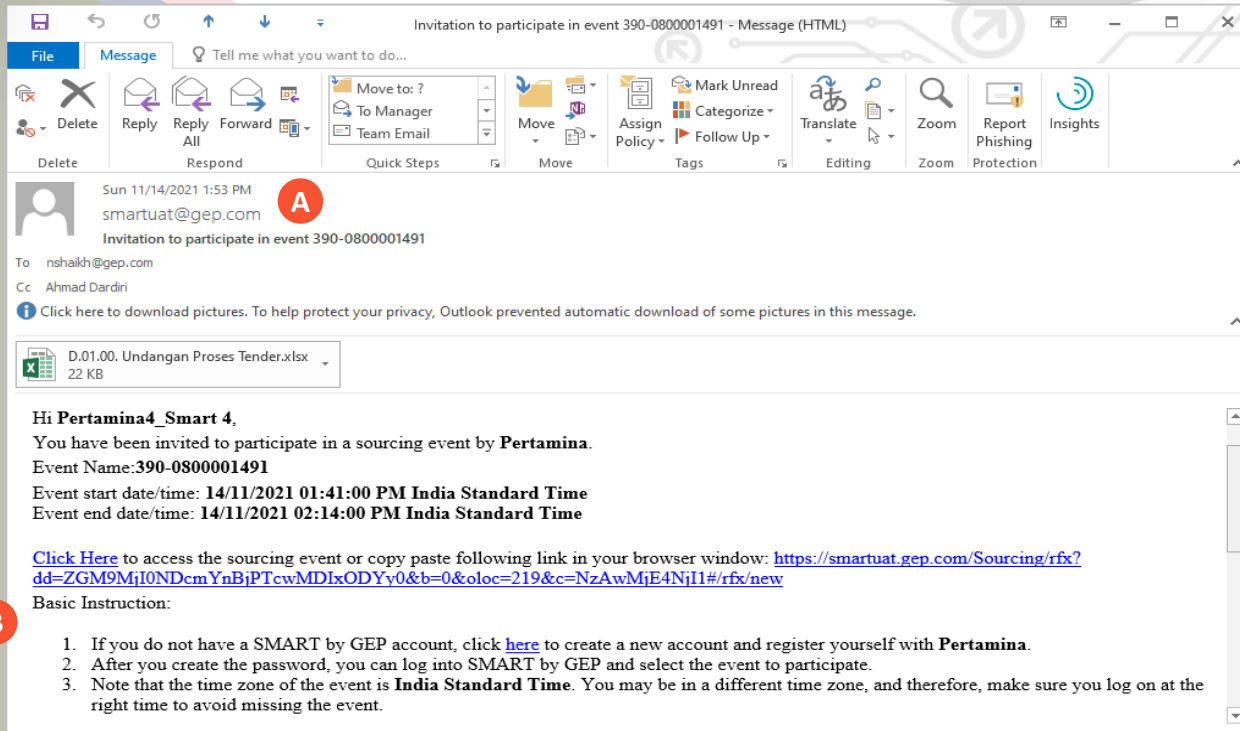 Invitation to participate in event 390-0800001491 - Message (HTML)
File Message Tell me what you want to do...
Delete
Reply
Reply All
Forward
Move to: ?
To Manager
Team Email
Move
Assign Policy
Mark Unread
Categorize
Follow Up
Translate
Zoom
Report Phishing
Insights
Delete Respond Quick Steps Move Tags Editing Zoom Protection
Sun 11/14/2021 1:53 PM
A
smartuat@gep.com
Invitation to participate in event 390-0800001491
To nshaikh@gep.com
Cc Ahmad Dardiri
Click here to download pictures. To help protect your privacy, Outlook prevented automatic download of some pictures in this message.
D.01.00. Undangan Proses Tender.xlsx
22 KB
Hi Pertamina4_Smart 4,
You have been invited to participate in a sourcing event by Pertamina.
Event Name:390-0800001491
Event start date/time: 14/11/2021 01:41:00 PM India Standard Time
Event end date/time: 14/11/2021 02:14:00 PM India Standard Time
Click Here to access the sourcing event or copy paste following link in your browser window: https://smartuat.gep.com/Sourcing/rfx?
dd=ZGM9MjI0NDcmYnBjPTcwMDIxODYy0&b=0&oloc=219&c=NzAwMjE4NjI1#/rfx/new
Basic Instruction:
B
1. If you do not have a SMART by GEP account, click here to create a new account and register yourself with Pertamina.
2. After you create the password, you can log into SMART by GEP and select the event to participate.
3. Note that the time zone of the event is India Standard Time. You may be in a different time zone, and therefore, make sure you log on at the
right time to avoid missing the event.